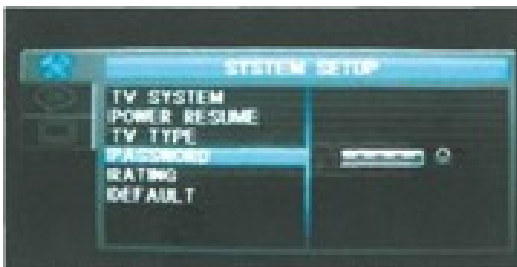 SYSTEM SETUP
TV SYSTEM
POWER RESUME
TV TYPE
PASSWORD
RATING
DEFAULT